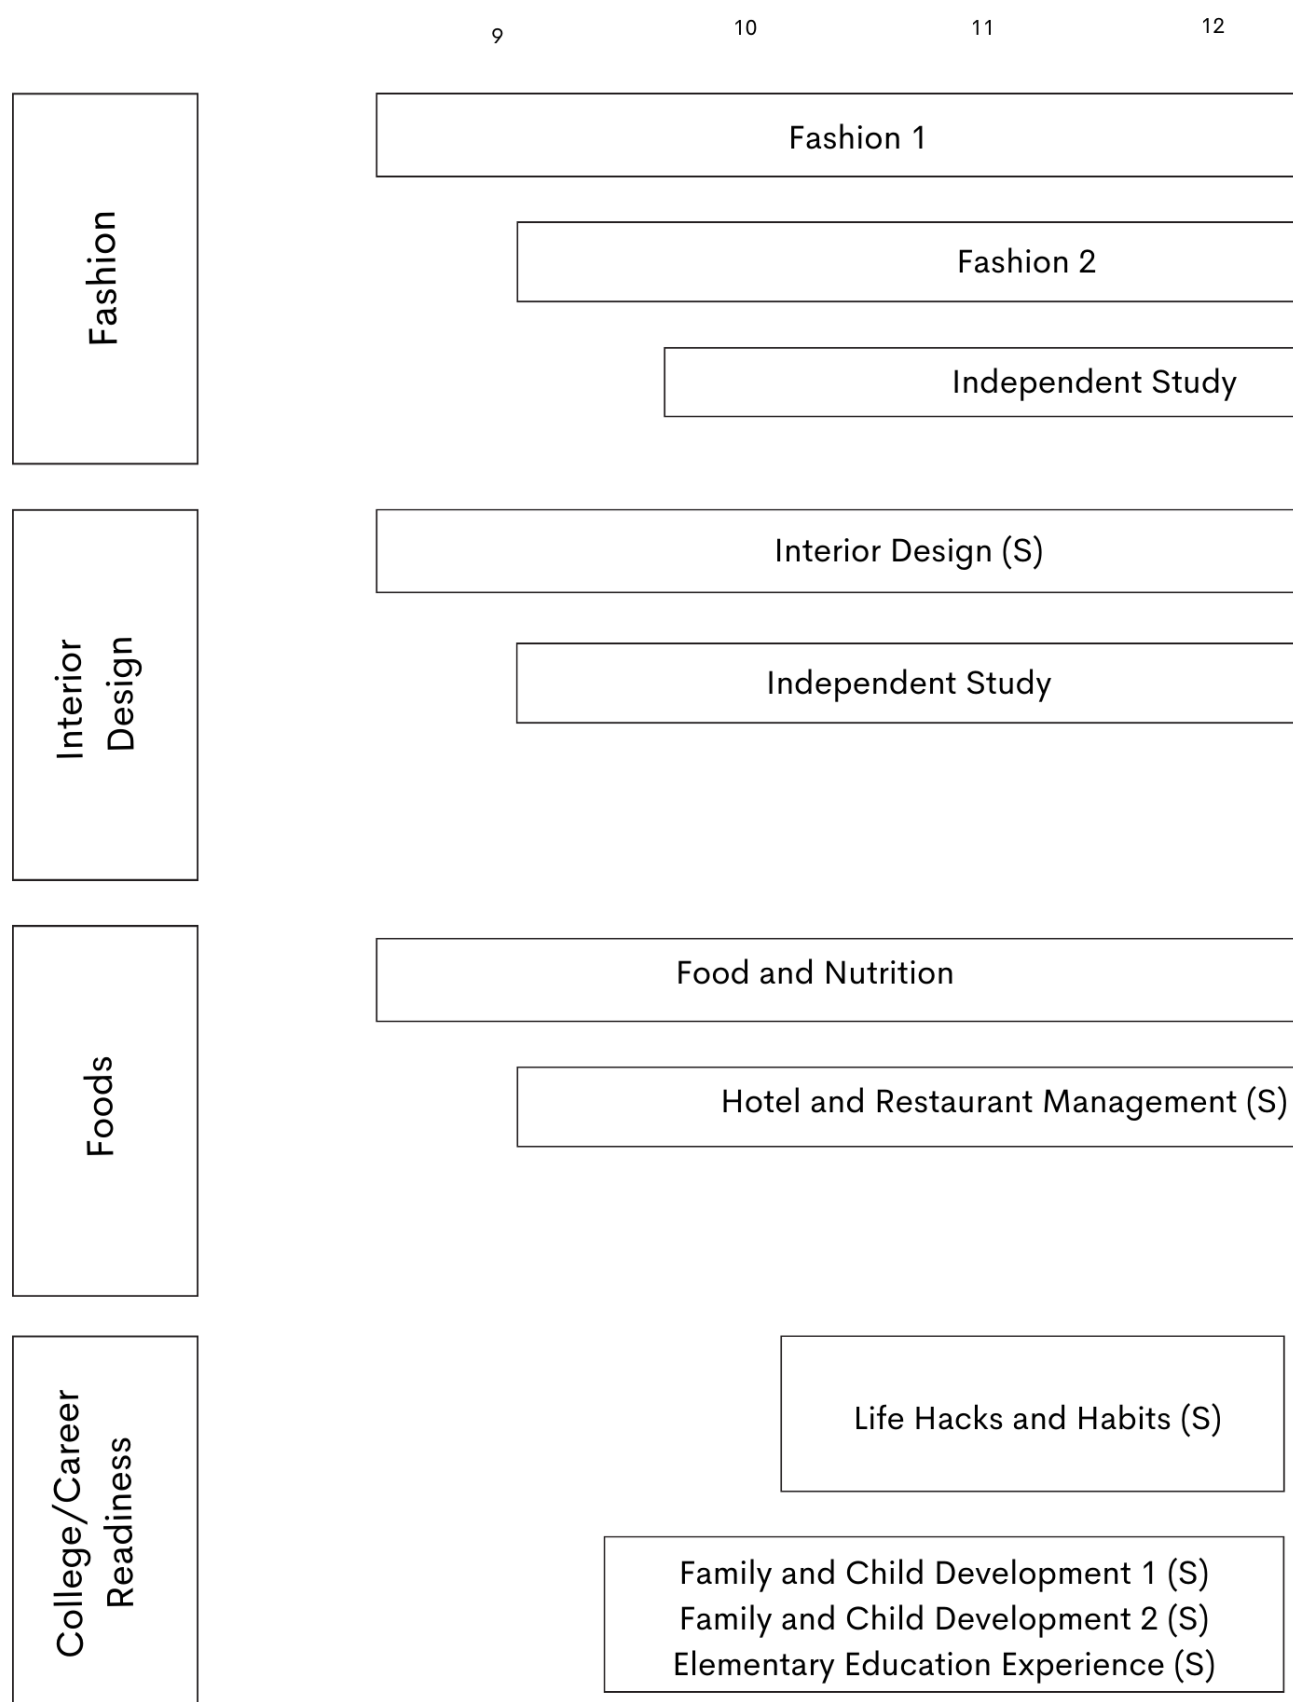 9 10 11 12
Fashion
Fashion 1
Fashion 2
Independent Study
Interior
Design
Interior Design (S)
Independent Study
Foods
Food and Nutrition
Hotel and Restaurant Management (S)
College/Career
Readiness
Life Hacks and Habits (S)
Family and Child Development 1 (S)
Family and Child Development 2 (S)
Elementary Education Experience (S)